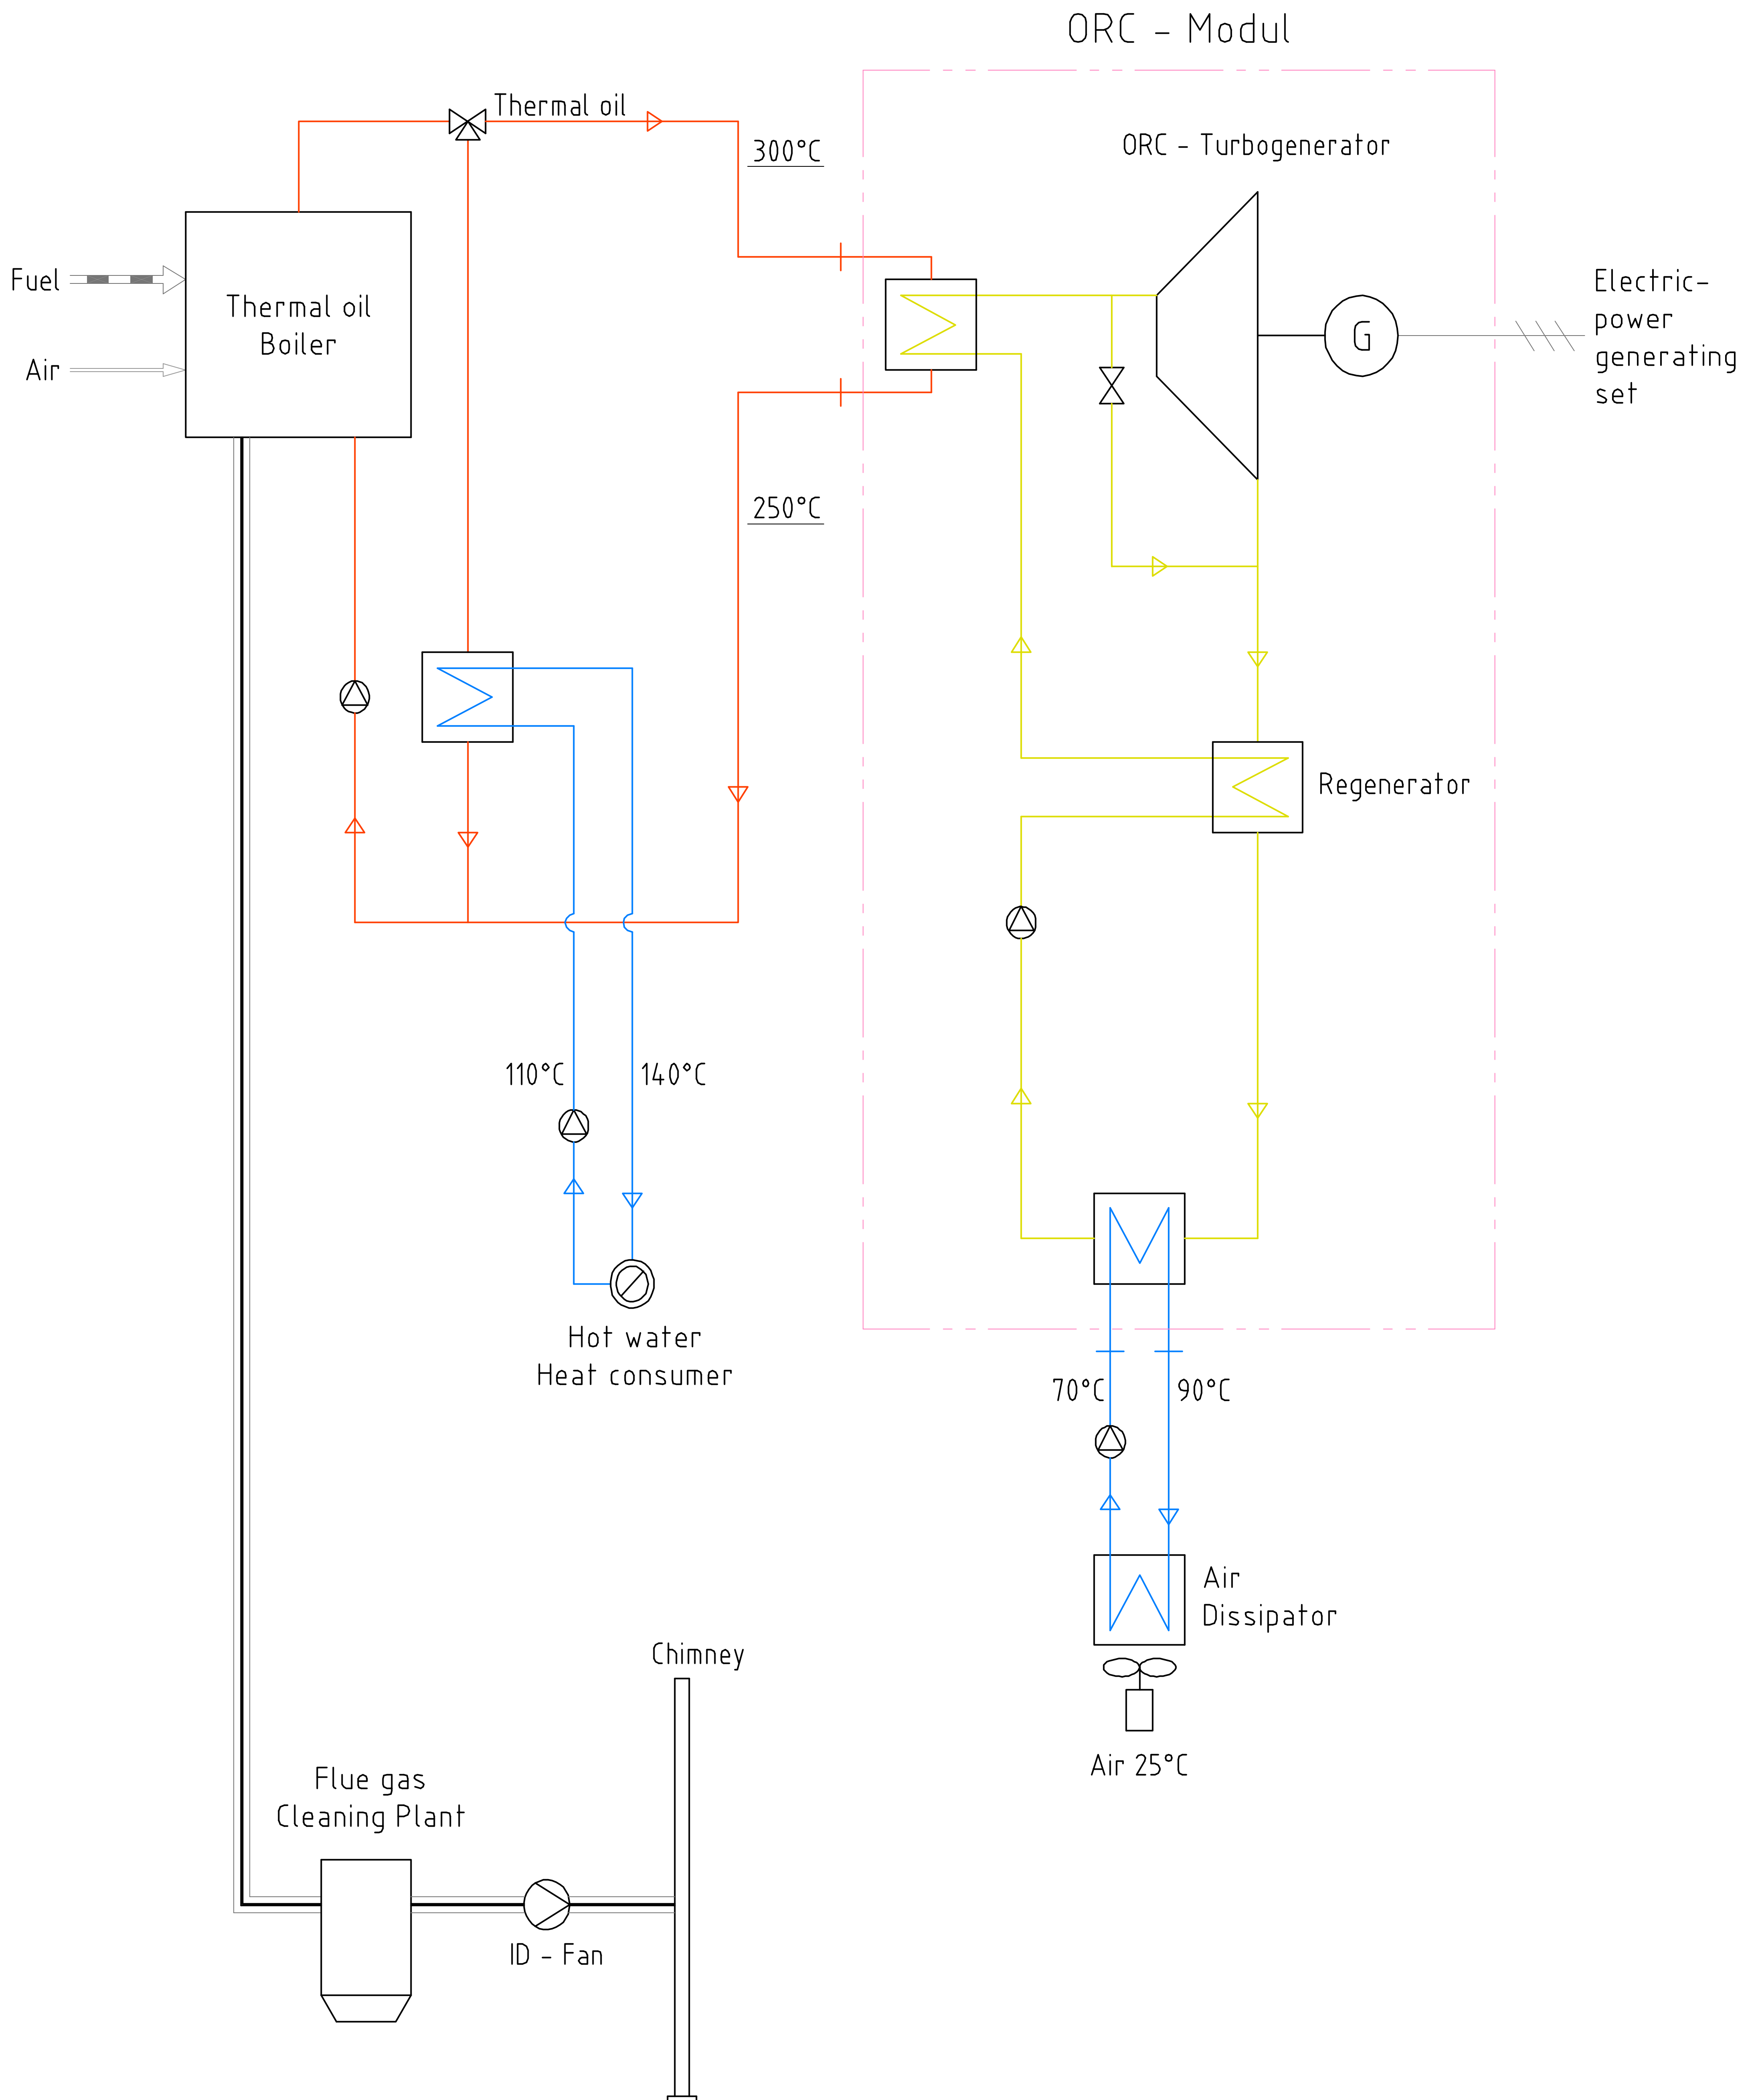 ORC - Modul
Thermal oil
300°C
ORC - Turbogenerator
Fuel
Thermal oil
Boiler
Air
G
Electric-
power
generating
set
250°C
Regenerator
110°C
140°C
Hot water
Heat consumer
70°C
90°C
Air
Dissipator
Air 25°C
Chimney
Flue gas
Cleaning Plant
ID - Fan